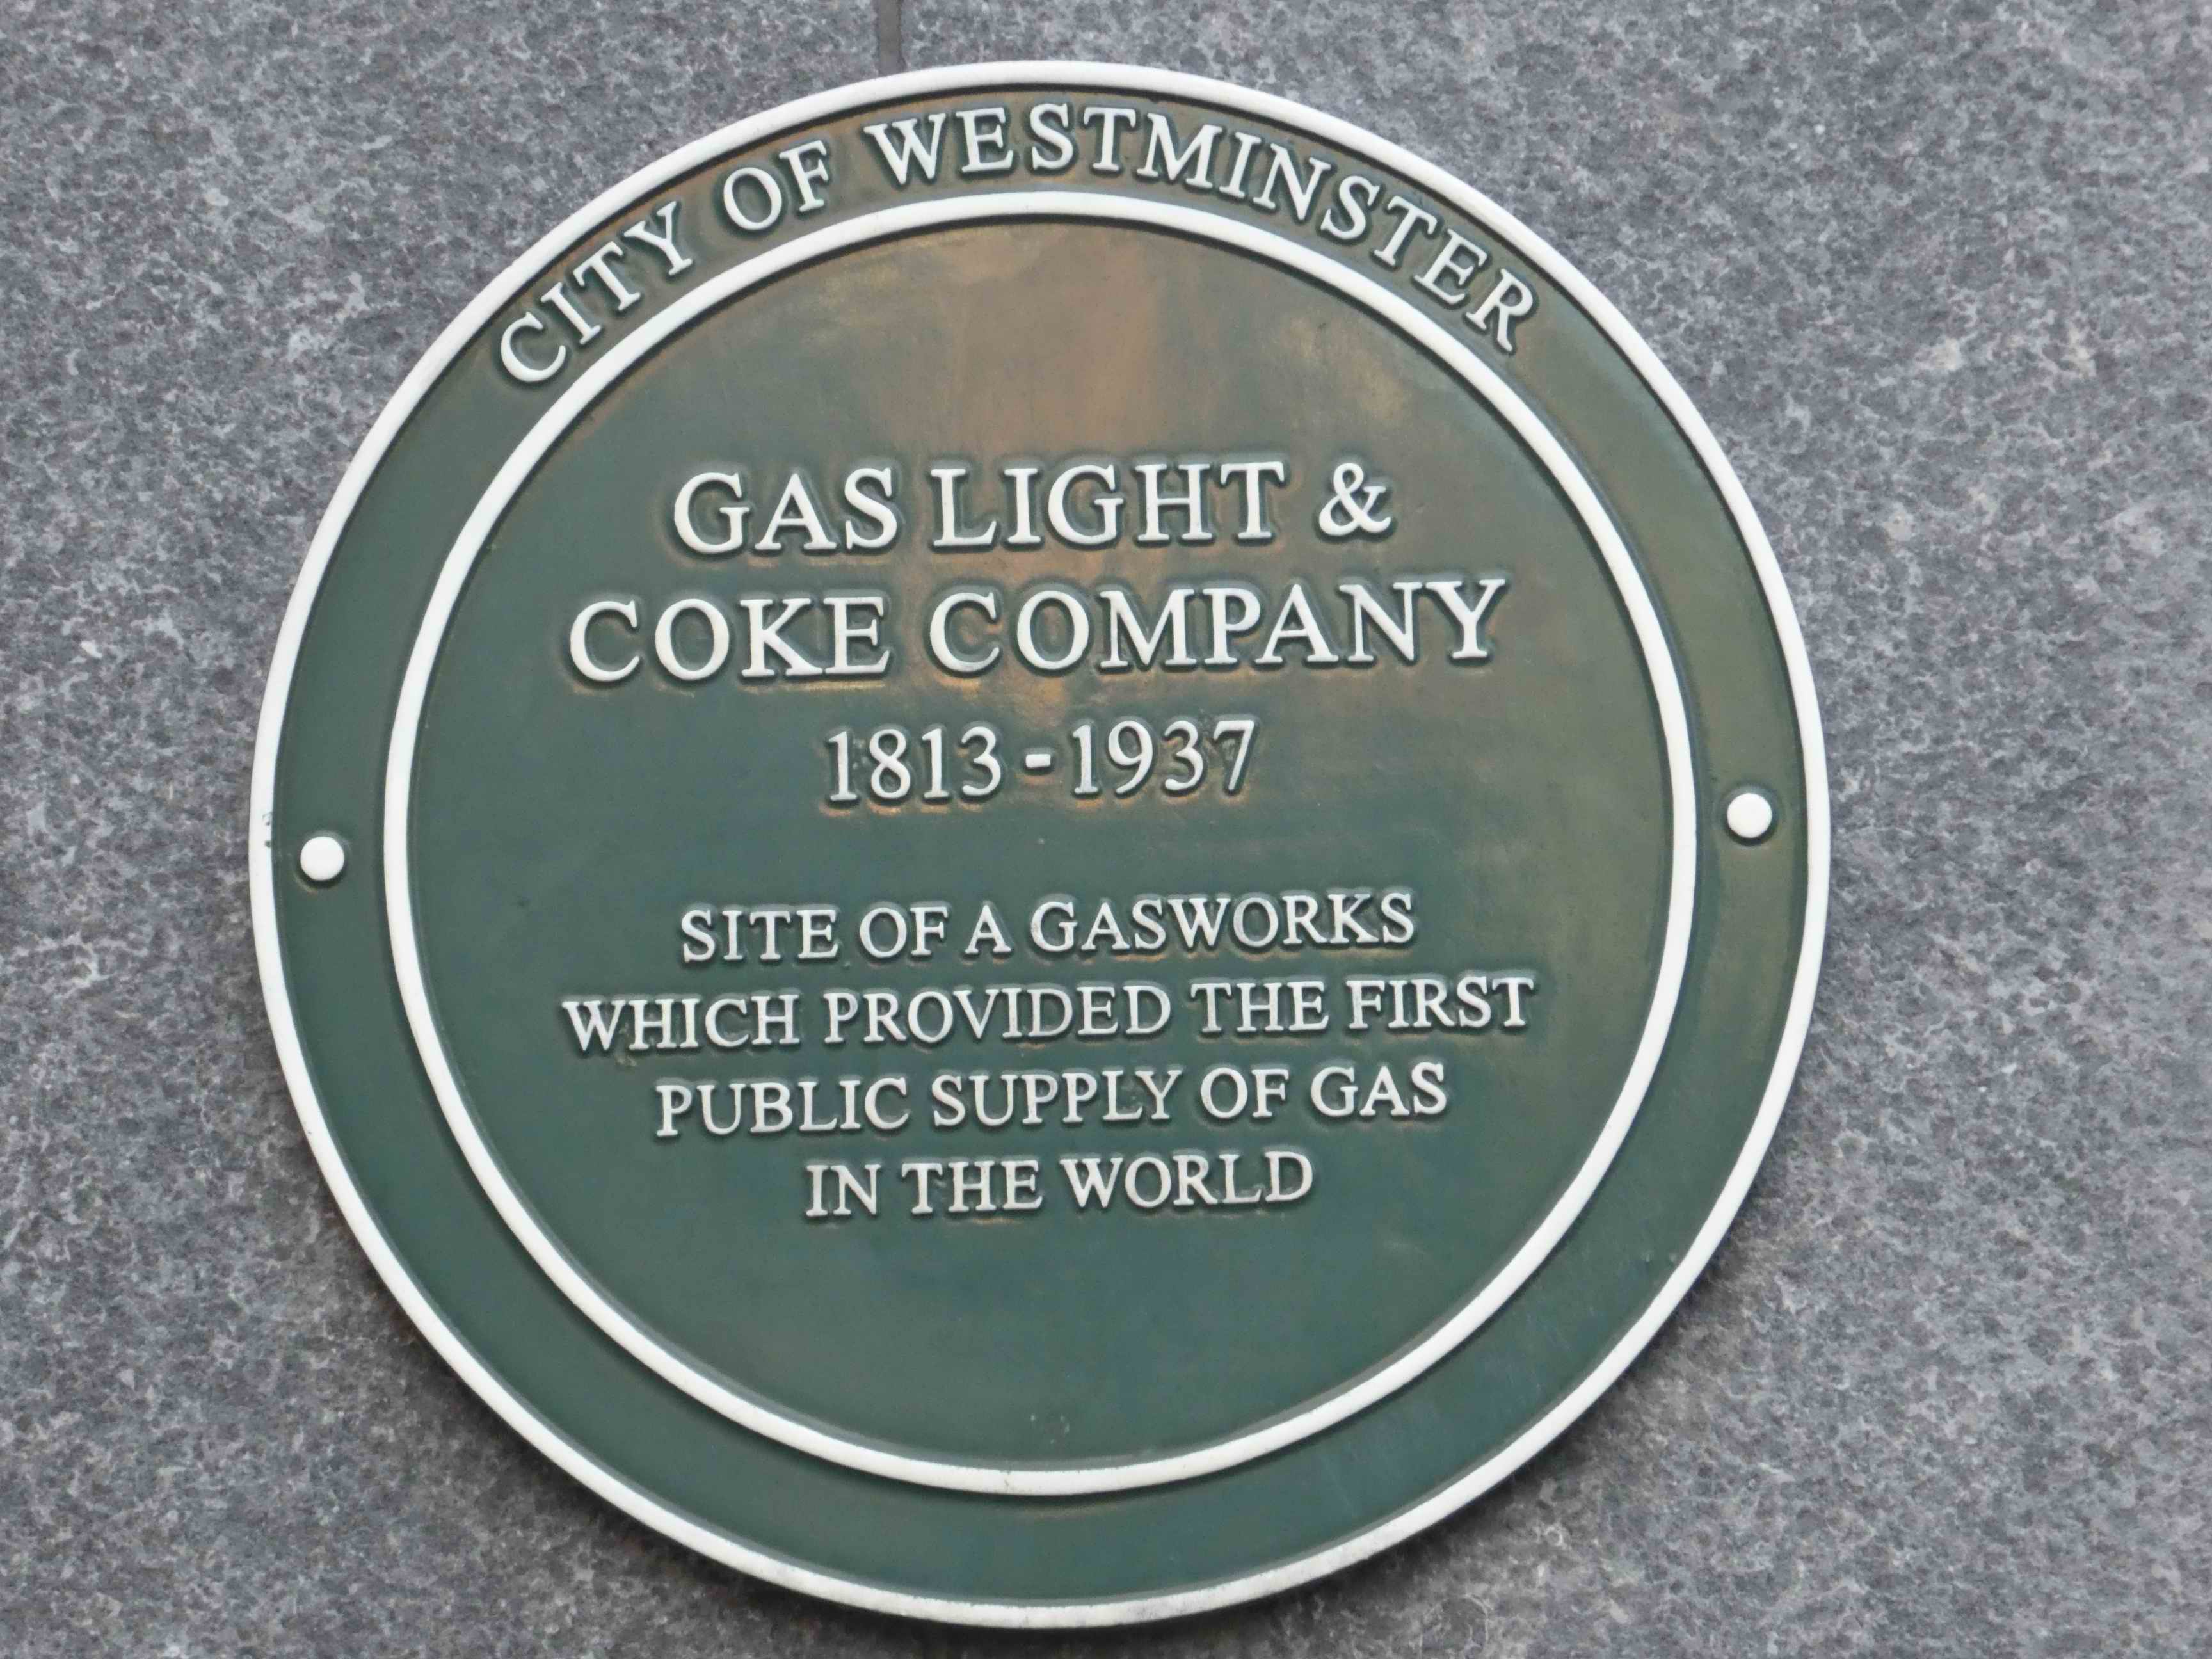 CITY OF WESTMINSTER
GAS LIGHT &
COKE COMPANY
1813-1937
SITE OF A GASWORKS
WHICH PROVIDED THE FIRST
PUBLIC SUPPLY OF GAS
IN THE WORLD